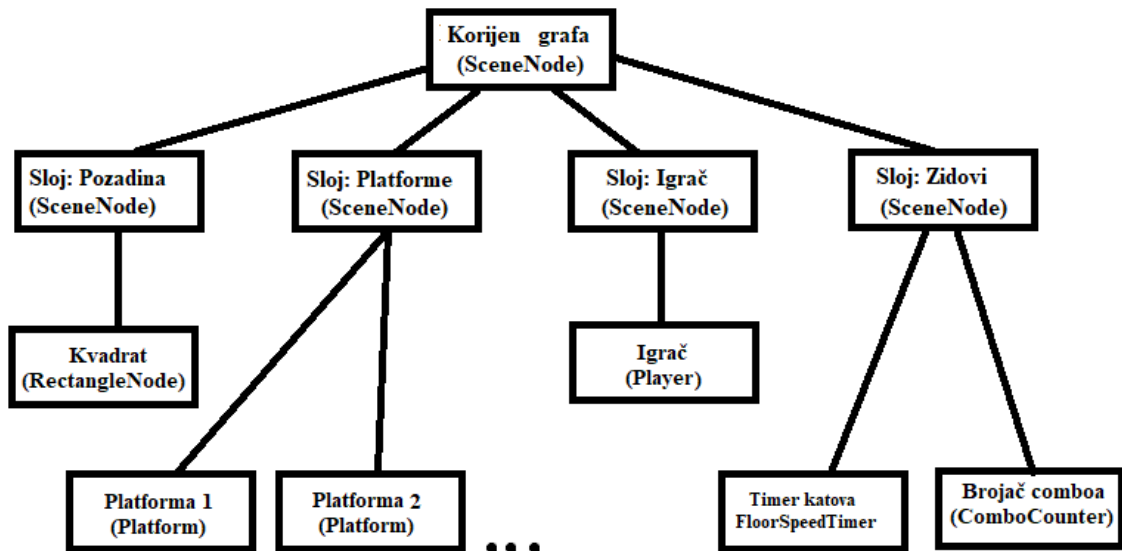 Korijen grafa
(SceneNode)
Sloj: Pozadina
(SceneNode)
Sloj: Platforme
(SceneNode)
Sloj: Igrač
(SceneNode)
Sloj: Zidovi
(SceneNode)
Kvadrat
(RectangleNode)
Igrač
(Player)
Platforma 1
(Platform)
Platforma 2
(Platform)
...
Timer katova
FloorSpeedTimer
Brojač comboa
(ComboCounter)